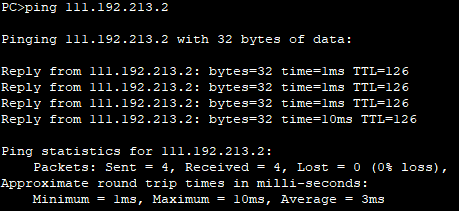 PC>ping 111.192.213.2
Pinging 111.192.213.2 with 32 bytes of data:
Reply from 111.192.213.2: bytes=32 time=1ms TTL=126
Reply from 111.192.213.2: bytes=32 time=1ms TTL=126
Reply from 111.192.213.2: bytes=32 time=1ms TTL=126
Reply from 111.192.213.2: bytes=32 time=10ms TTL=126
Ping statistics for 111.192.213.2:
Packets: Sent = 4, Received = 4, Lost = 0 (0% loss),
Approximate round trip times in milli-seconds:
Minimum = 1ms, Maximum = 10ms, Average = 3ms